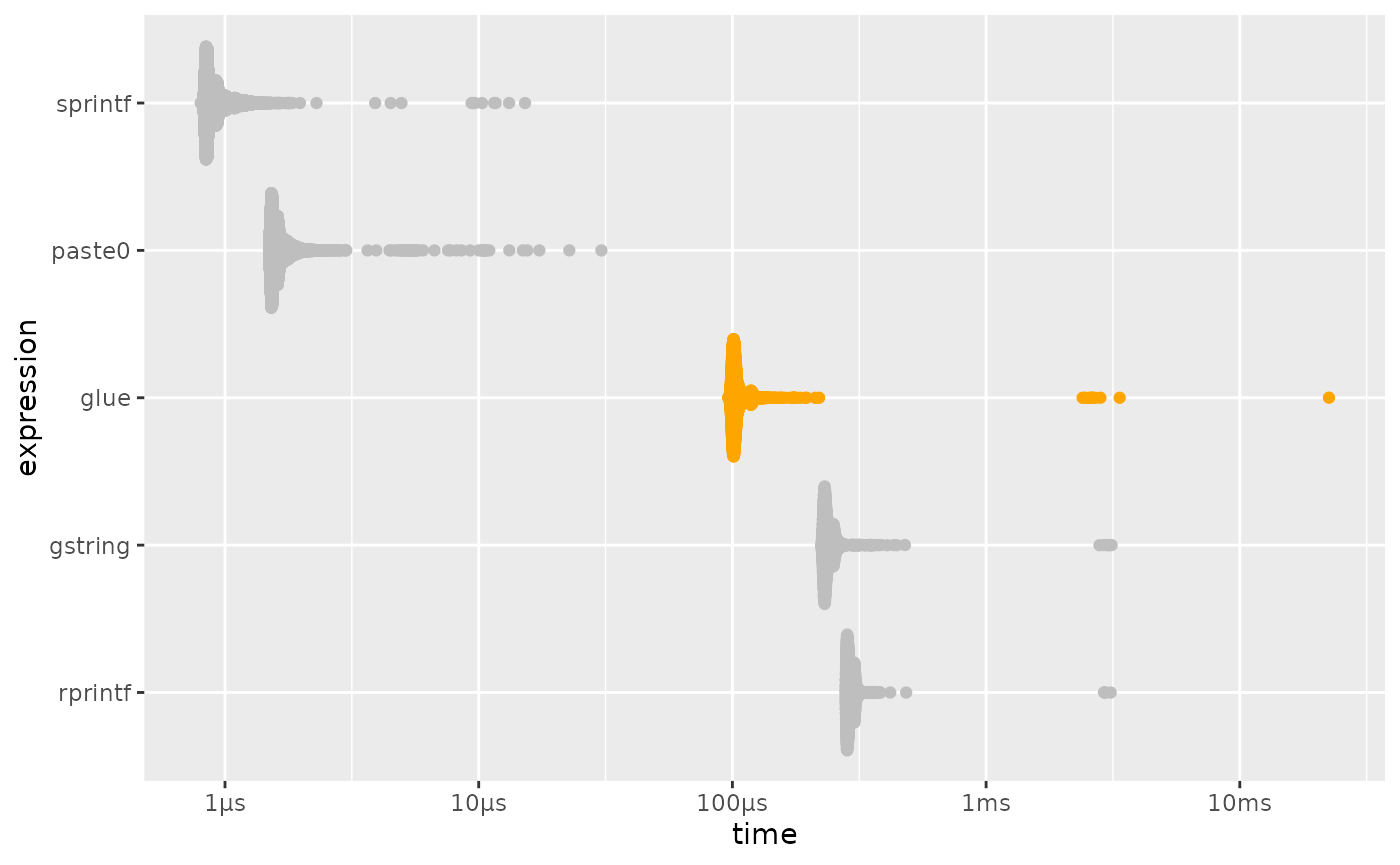 sprintf
paste0
glue
gstring
rprintf
expression
1µs
10µs
100µs
1ms
10ms
time